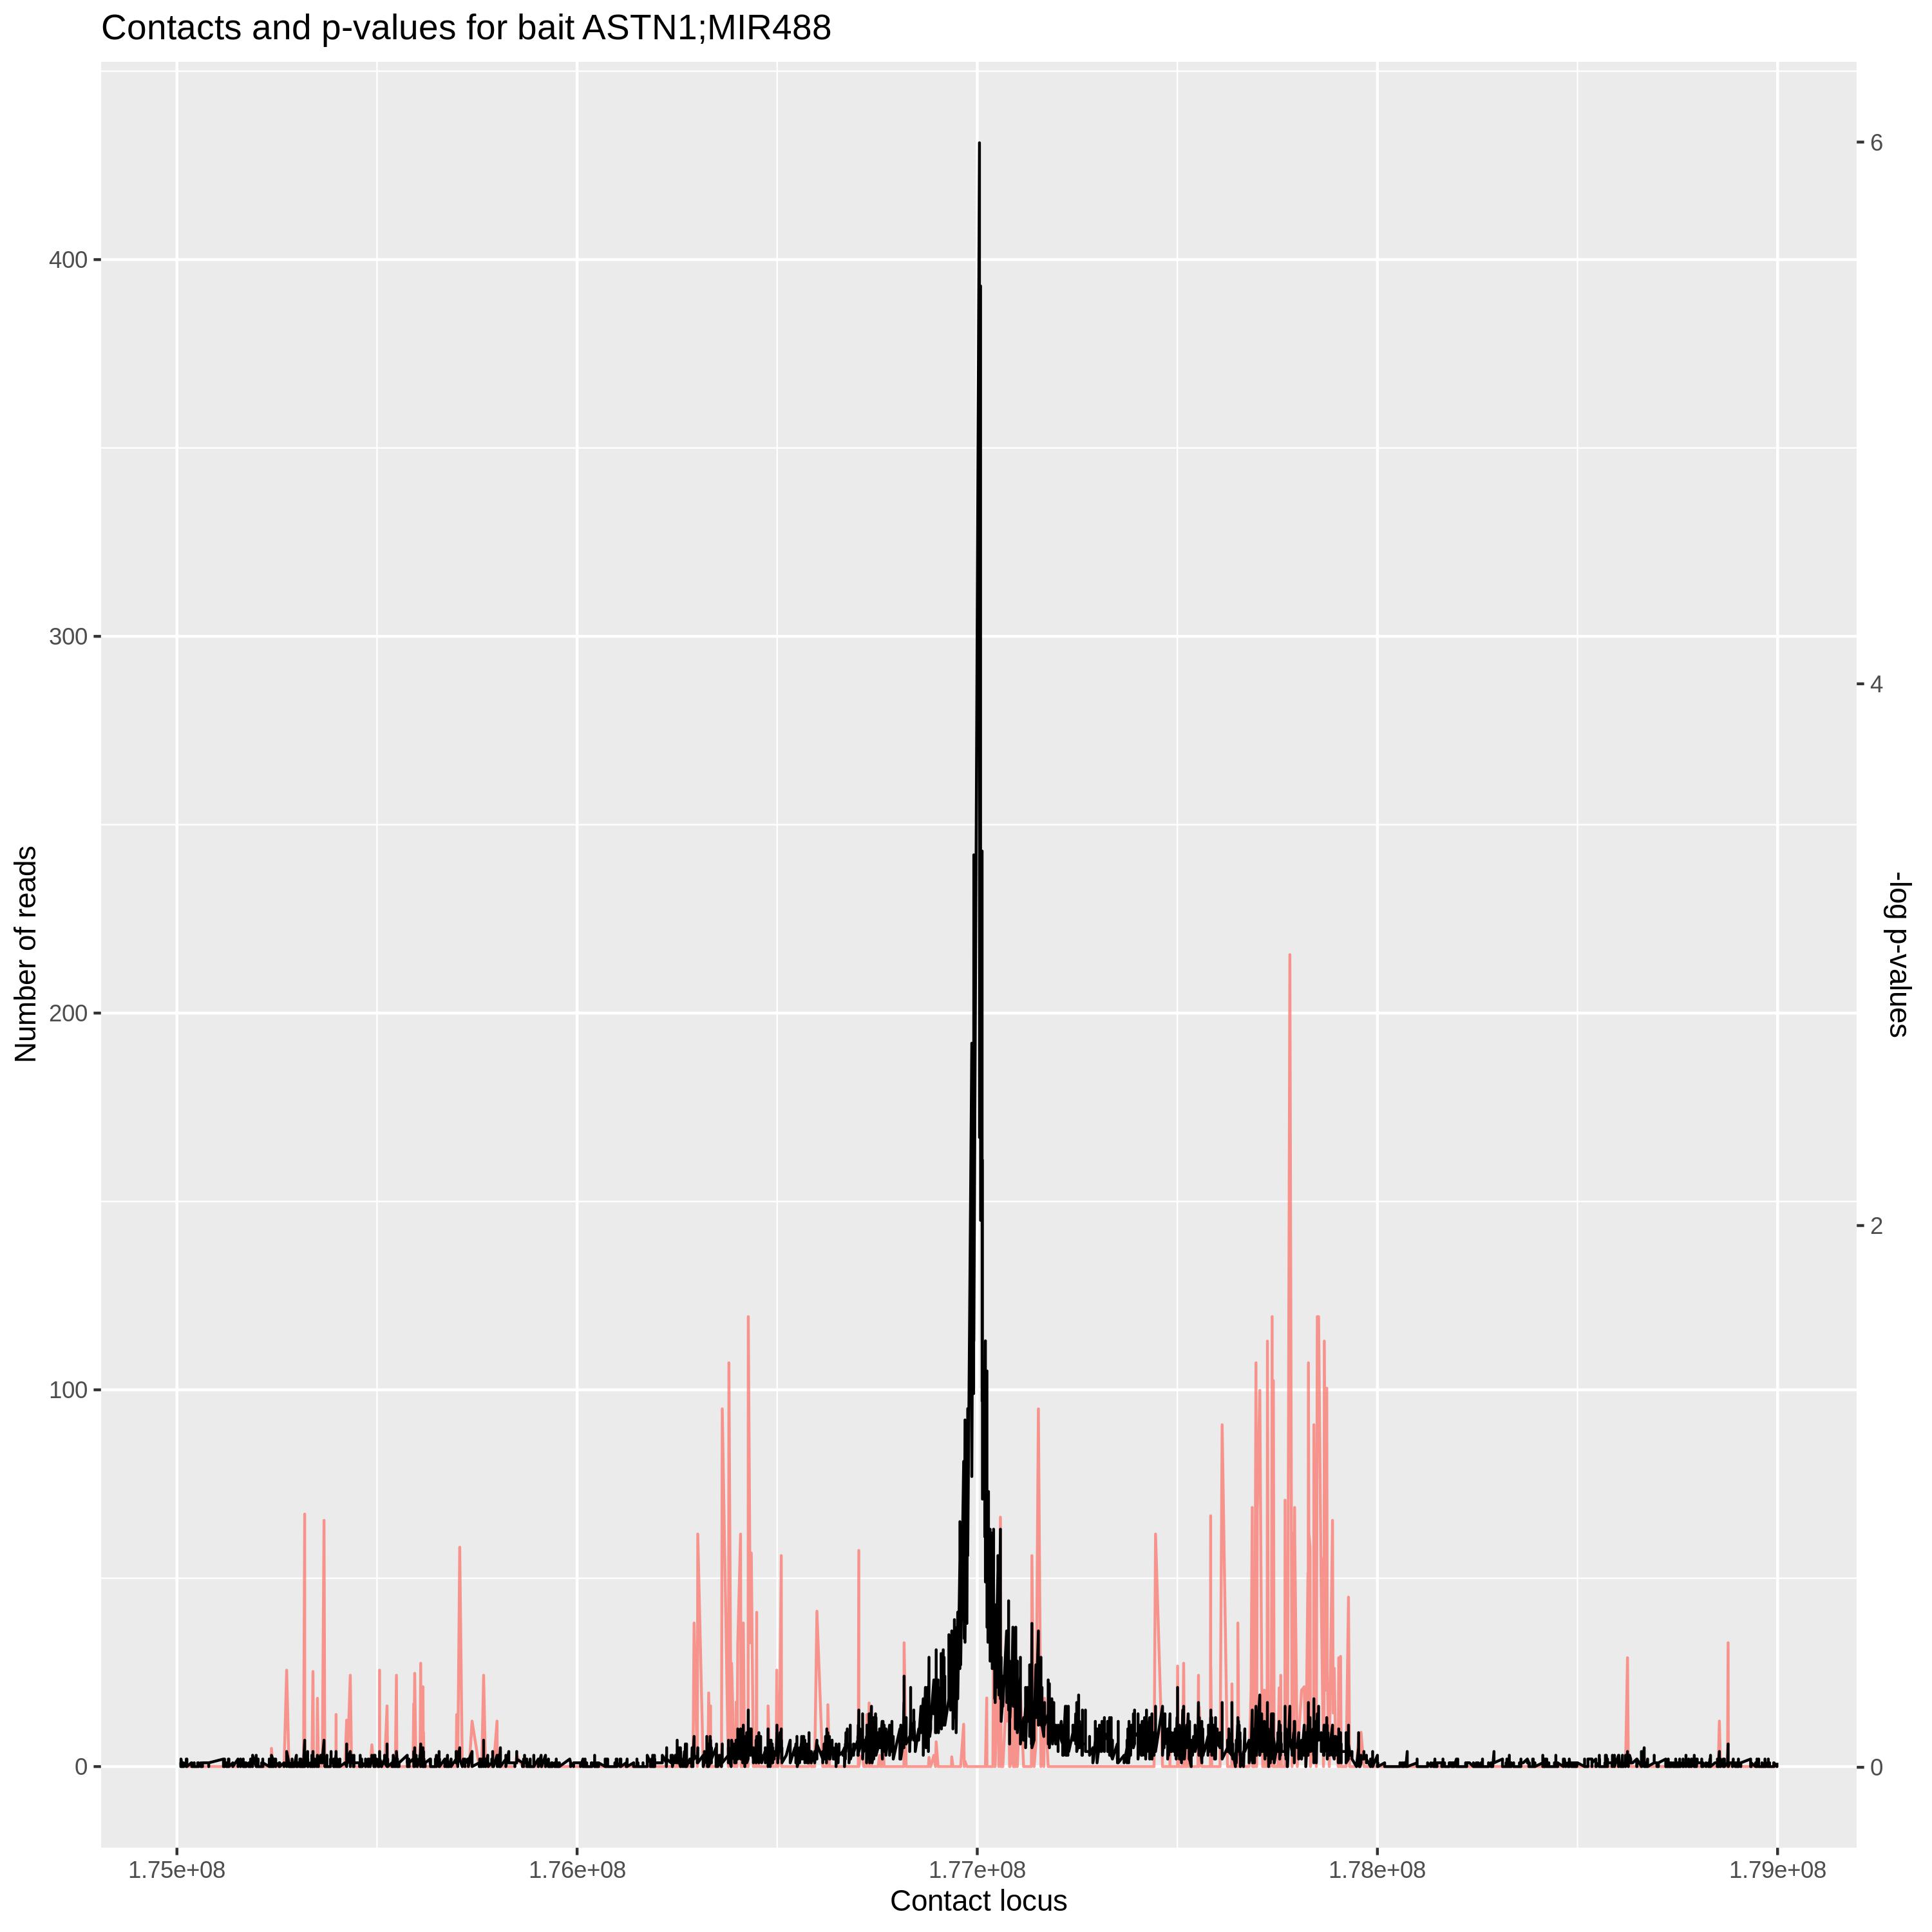 Contacts and p-values for bait ASTN1;MIR488
Number of reads
400
300
200
100
0
6
4
2
0
-log p-values
1.75e+08 1.76e+08 1.77e+08 1.78e+08 1.79e+08
Contact locus